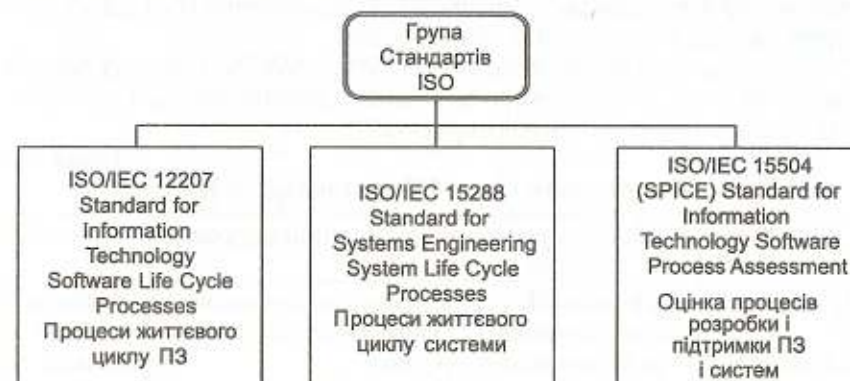 Група
Стандартів
ISO
ISO/IEC 12207
Standard for
Information
Technology
Software Life Cycle
Processes
Процеси життєвого
циклу ПЗ
ISO/IEC 15288
Standard for
Systems Engineering
System Life Cycle
Processes
Процеси життєвого
циклу системи
ISO/IEC 15504
(SPICE) Standard for
Information
Technology Software
Process Assessment
Оцінка процесів
розробки і
підтримки ПЗ
і систем